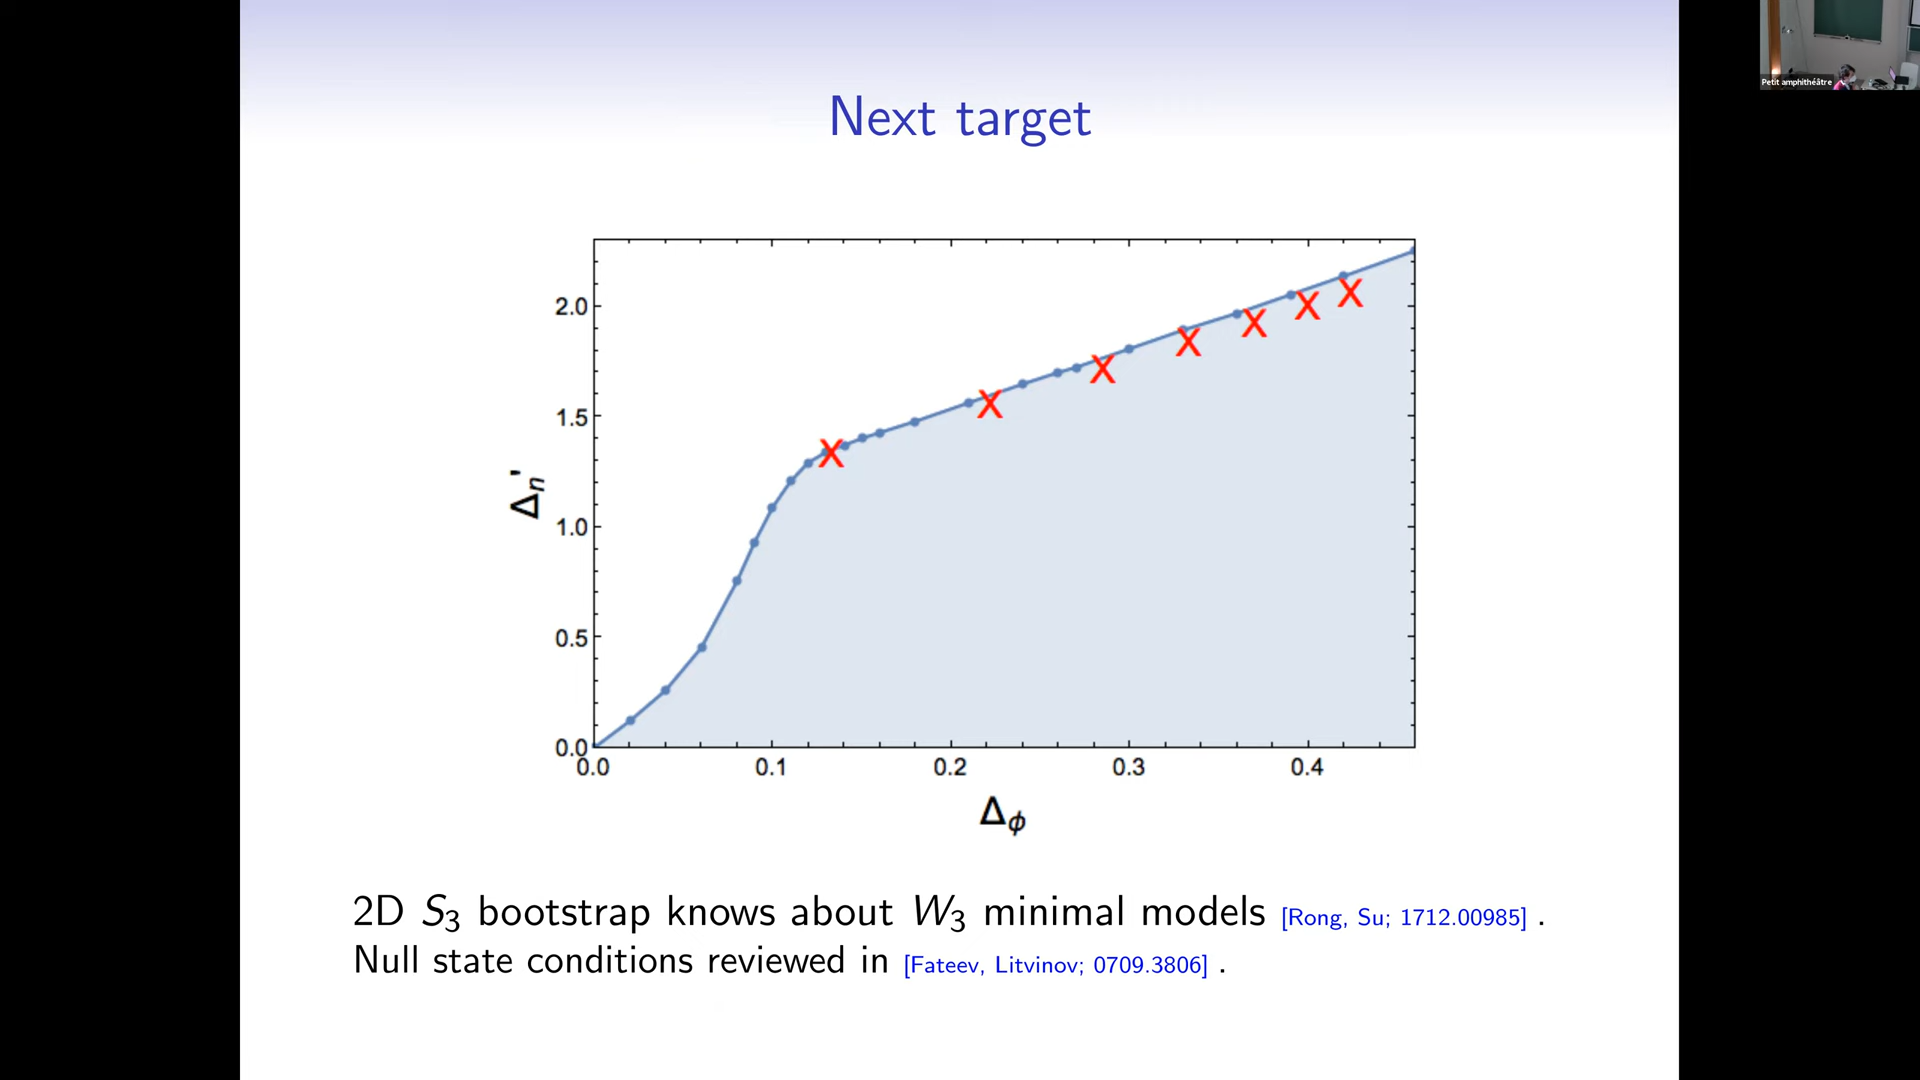 Petit amphithéâtre
Next target
2.0
1.5
1.0
0.5
0.0
Δn'
0.0 0.1 0.2 0.3 0.4
Δϕ
2D S3 bootstrap knows about W3 minimal models [Rong, Su; 1712.00985] .
Null state conditions reviewed in [Fateev, Litvinov; 0709.3806] .